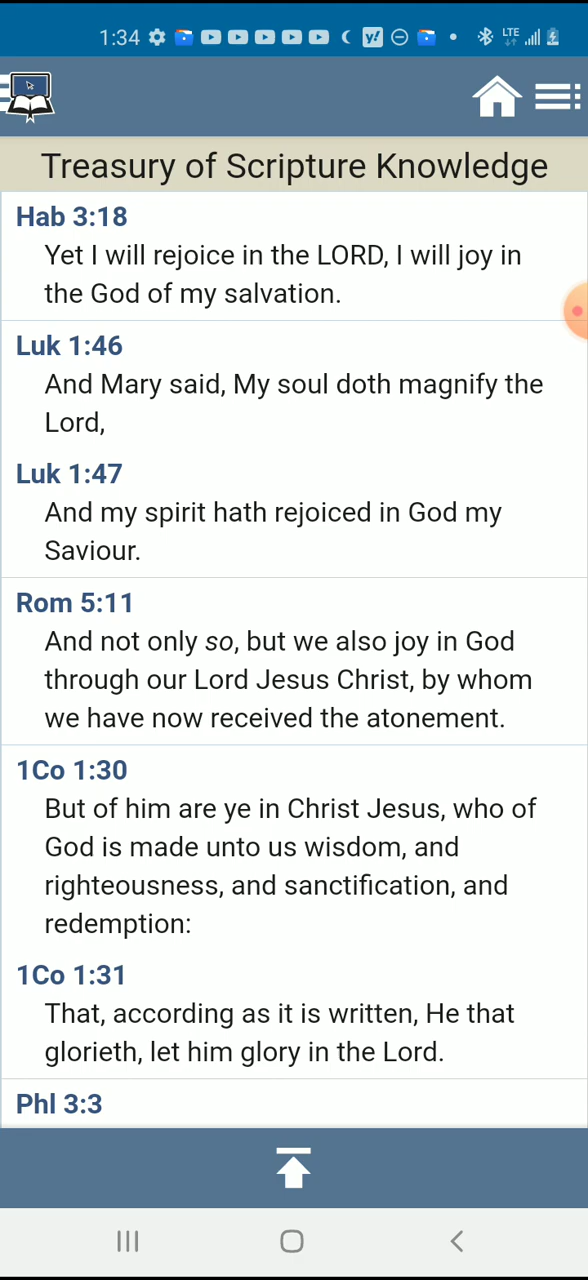 1:34
LTE
Treasury of Scripture Knowledge
Hab 3:18
Yet I will rejoice in the LORD, I will joy in
the God of my salvation.
Luk 1:46
And Mary said, My soul doth magnify the
Lord,
Luk 1:47
And my spirit hath rejoiced in God my
Saviour.
Rom 5:11
And not only so, but we also joy in God
through our Lord Jesus Christ, by whom
we have now received the atonement.
1Co 1:30
But of him are ye in Christ Jesus, who of
God is made unto us wisdom, and
righteousness, and sanctification, and
redemption:
1Co 1:31
That, according as it is written, He that
glorieth, let him glory in the Lord.
Phl 3:3